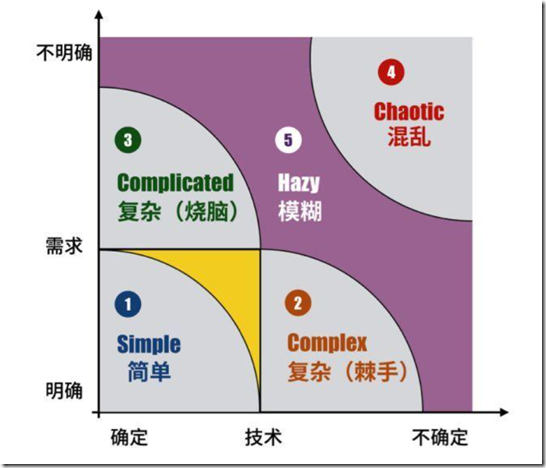 不明确
4
Chaotic
混乱
3
Complicated
复杂（烧脑）
5
Hazy
模糊
需求
1
Simple
简单
2
Complex
复杂（棘手）
明确
确定
技术
不确定